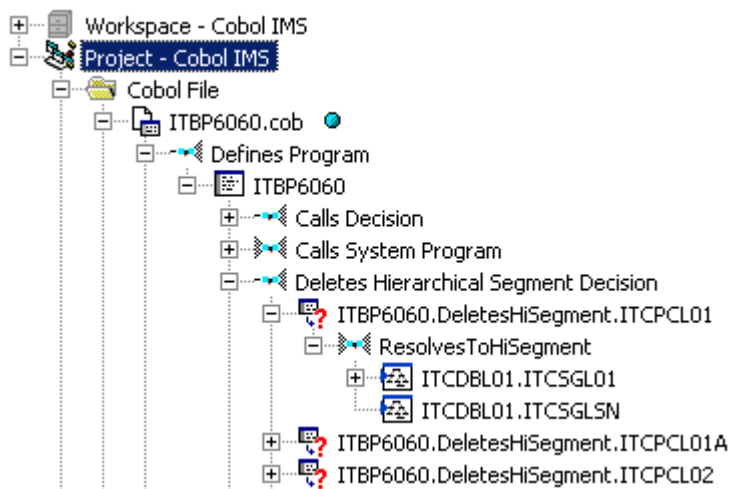 Workspace - Cobol IMS
Project - Cobol IMS
Cobol File
ITBP6060.cob
Defines Program
ITBP6060
Calls Decision
Calls System Program
Deletes Hierarchical Segment Decision
ITBP6060.DeletesHiSegment.ITCPCL01
ResolvesToHiSegment
ITCDBL01.ITCSGL01
ITCDBL01.ITCSGLSN
ITBP6060.DeletesHiSegment.ITCPCL01A
ITBP6060.DeletesHiSegment.ITCPCL02